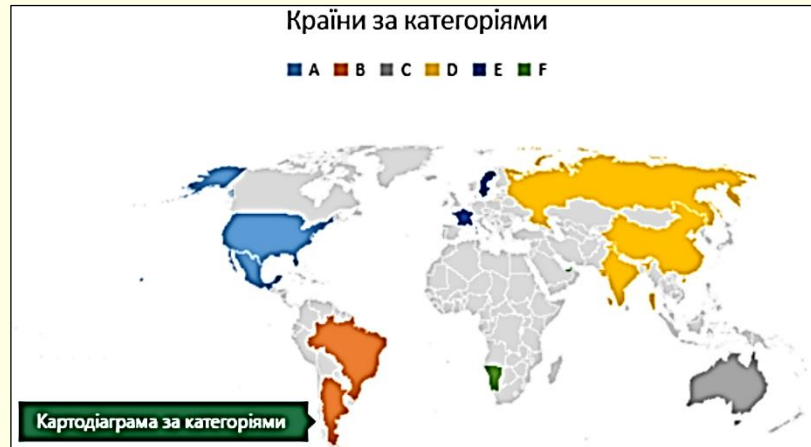 Країни за категоріями
A B C D E F
Картодіаграма за категоріями